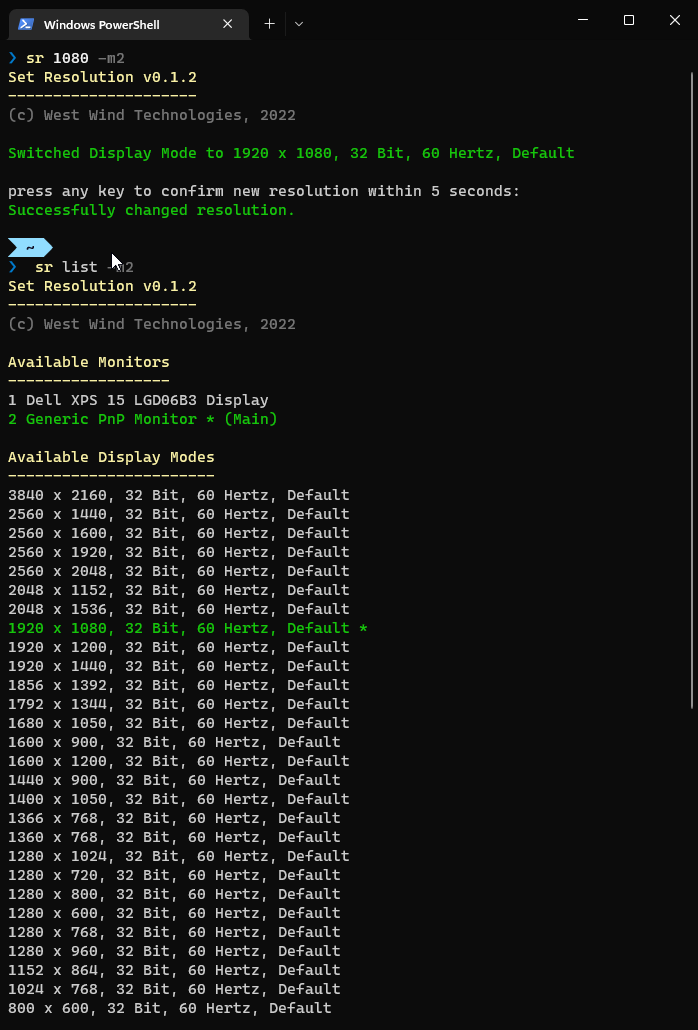 Windows PowerShell
❯ sr 1080 -m2
Set Resolution v0.1.2
---------------------
(c) West Wind Technologies, 2022
Switched Display Mode to 1920 x 1080, 32 Bit, 60 Hertz, Default
press any key to confirm new resolution within 5 seconds:
Successfully changed resolution.
~
❯  sr list -m2
Set Resolution v0.1.2
---------------------
(c) West Wind Technologies, 2022
Available Monitors
------------------
1 Dell XPS 15 LGD06B3 Display
2 Generic PnP Monitor * (Main)
Available Display Modes
-----------------------
3840 x 2160, 32 Bit, 60 Hertz, Default
2560 x 1440, 32 Bit, 60 Hertz, Default
2560 x 1600, 32 Bit, 60 Hertz, Default
2560 x 1920, 32 Bit, 60 Hertz, Default
2560 x 2048, 32 Bit, 60 Hertz, Default
2048 x 1152, 32 Bit, 60 Hertz, Default
2048 x 1536, 32 Bit, 60 Hertz, Default
1920 x 1080, 32 Bit, 60 Hertz, Default *
1920 x 1200, 32 Bit, 60 Hertz, Default
1920 x 1440, 32 Bit, 60 Hertz, Default
1856 x 1392, 32 Bit, 60 Hertz, Default
1792 x 1344, 32 Bit, 60 Hertz, Default
1680 x 1050, 32 Bit, 60 Hertz, Default
1600 x 900, 32 Bit, 60 Hertz, Default
1600 x 1200, 32 Bit, 60 Hertz, Default
1440 x 900, 32 Bit, 60 Hertz, Default
1400 x 1050, 32 Bit, 60 Hertz, Default
1366 x 768, 32 Bit, 60 Hertz, Default
1360 x 768, 32 Bit, 60 Hertz, Default
1280 x 1024, 32 Bit, 60 Hertz, Default
1280 x 720, 32 Bit, 60 Hertz, Default
1280 x 800, 32 Bit, 60 Hertz, Default
1280 x 600, 32 Bit, 60 Hertz, Default
1280 x 768, 32 Bit, 60 Hertz, Default
1280 x 960, 32 Bit, 60 Hertz, Default
1152 x 864, 32 Bit, 60 Hertz, Default
1024 x 768, 32 Bit, 60 Hertz, Default
800 x 600, 32 Bit, 60 Hertz, Default